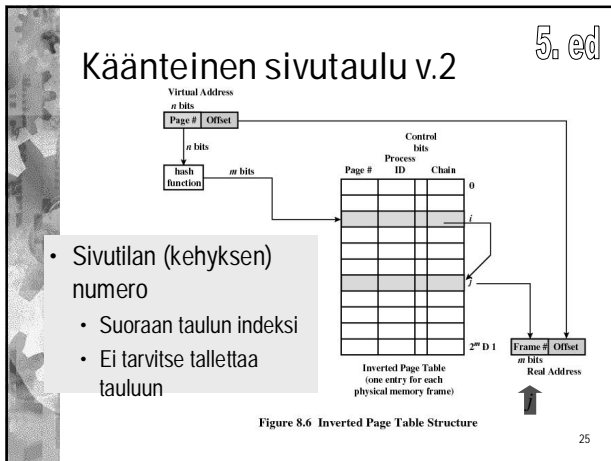 5. ed
Käänteinen sivutaulu v.2
Virtual Address
n bits
Page # Offset
n bits
hash
function
m bits
Control
bits
Process
Page # ID Chain
0
i
j
2^m D 1
• Sivutilan (kehyksen)
numero
• Suoraan taulun indeksi
• Ei tarvitse tallettaa
tauluun
Inverted Page Table
(one entry for each
physical memory frame)
Frame # Offset
m bits
Real Address
j
Figure 8.6 Inverted Page Table Structure
25